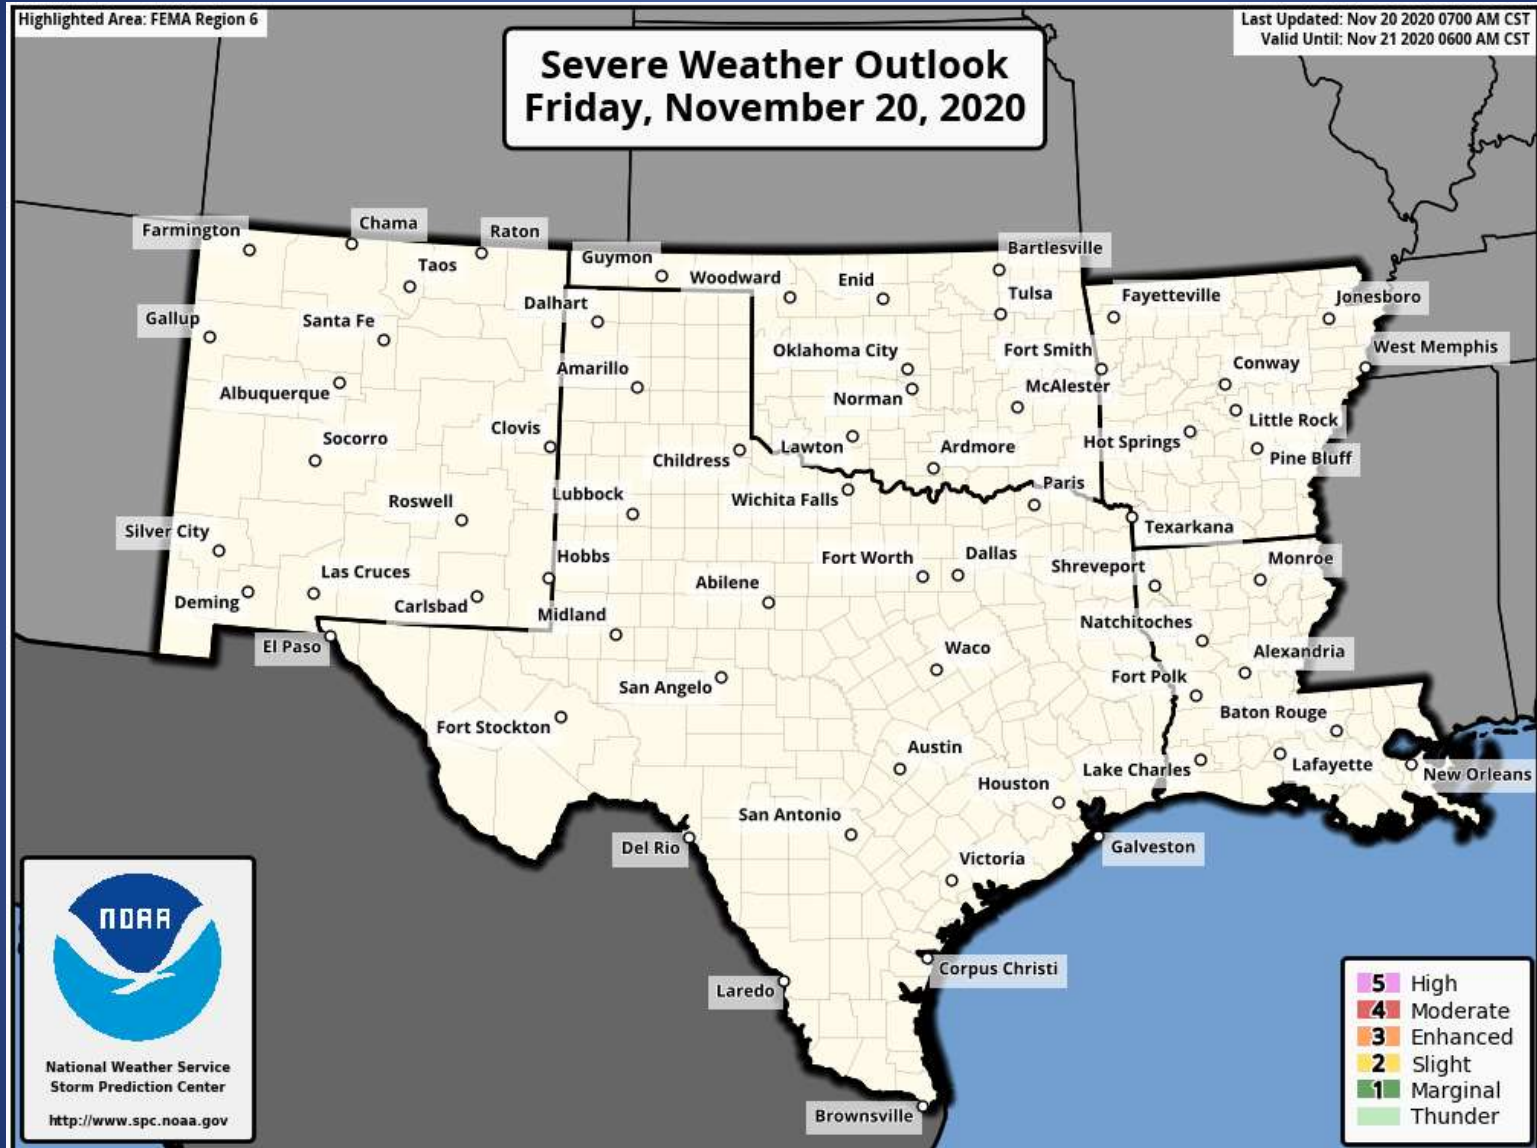 Highlighted Area: FEMA Region 6
Last Updated: Nov 20 2020 0700 AM CST
Valid Until: Nov 21 2020 0600 AM CST
Severe Weather Outlook
Friday, November 20, 2020
Farmington
Chama
Raton
Taos
Guymon
Woodward
Enid
Bartlesville
Tulsa
Fayetteville
Jonesboro
Gallup
Santa Fe
Dalhart
Oklahoma City
Fort Smith
West Memphis
Conway
Amarillo
Albuquerque
Norman
McAlester
Little Rock
Socorro
Clovis
Childress
Lawton
Ardmore
Hot Springs
Pine Bluff
Roswell
Lubbock
Wichita Falls
Paris
Texarkana
Silver City
Hobbs
Fort Worth
Dallas
Shreveport
Monroe
Las Cruces
Deming
Carlsbad
Midland
Abilene
Natchitoches
El Paso
San Angelo
Waco
Alexandria
Fort Polk
Fort Stockton
Baton Rouge
Austin
Houston
Lake Charles
Lafayette
New Orleans
San Antonio
Del Rio
Galveston
Victoria
Laredo
Corpus Christi
Brownsville
NOAA
National Weather Service
Storm Prediction Center
http://www.spc.noaa.gov
5 High
4 Moderate
3 Enhanced
2 Slight
1 Marginal
Thunder